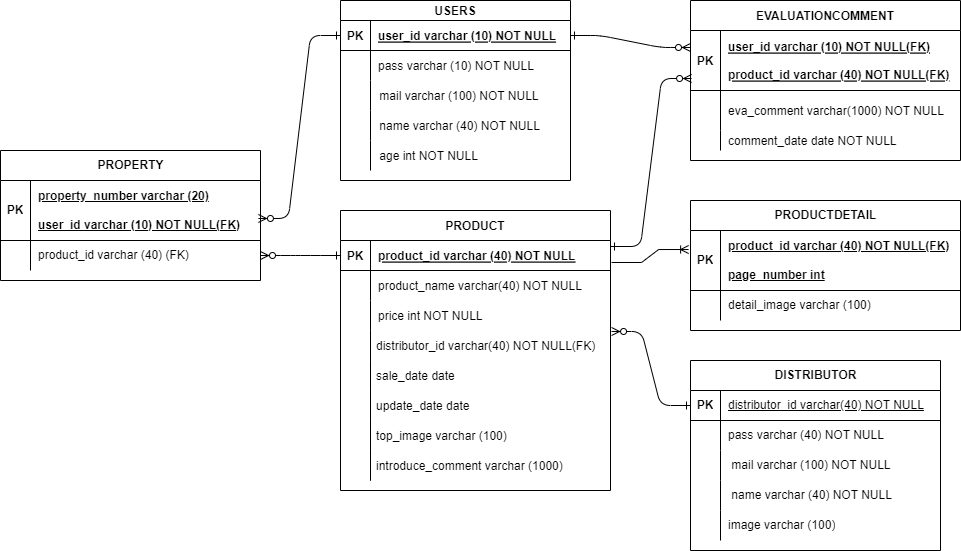 USERS
PK
user_id varchar (10) NOT NULL
pass varchar (10) NOT NULL
mail varchar (100) NOT NULL
name varchar (40) NOT NULL
age int NOT NULL
EVALUATIONCOMMENT
PK
user_id varchar (10) NOT NULL(FK)
product_id varchar (40) NOT NULL(FK)
eva_comment varchar(1000) NOT NULL
comment_date date NOT NULL
PROPERTY
PK
property_number varchar (20)
user_id varchar (10) NOT NULL(FK)
product_id varchar (40) (FK)
PRODUCT
PK
product_id varchar (40) NOT NULL
product_name varchar(40) NOT NULL
price int NOT NULL
distributor_id varchar(40) NOT NULL(FK)
sale_date date
update_date date
top_image varchar (100)
introduce_comment varchar (1000)
PRODUCTDETAIL
PK
product_id varchar (40) NOT NULL(FK)
page_number int
detail_image varchar (100)
DISTRIBUTOR
PK
distributor_id varchar(40) NOT NULL
pass varchar (40) NOT NULL
mail varchar (100) NOT NULL
name varchar (40) NOT NULL
image varchar (100)